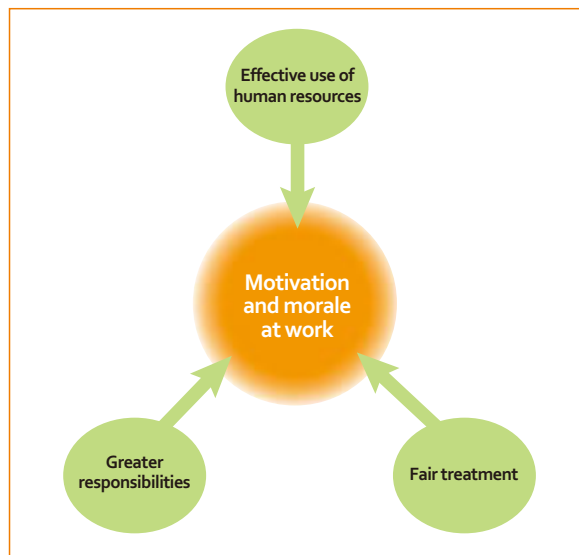 Effective use of
human resources
Motivation
and morale
at work
Greater
responsibilities
Fair treatment